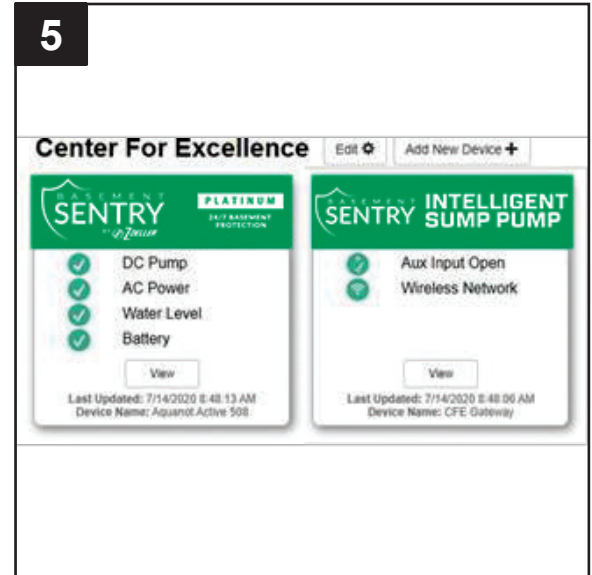 5
Center For Excellence
Edit
Add New Device +
BASEMENT
SENTRY
BY Zoeller
PLATINUM
24/7 BASEMENT
PROTECTION
DC Pump
AC Power
Water Level
Battery
View
Last Updated: 7/14/2020 8:48:13 AM
Device Name: Aquanot Active 508
BASEMENT
SENTRY
INTELLIGENT
SUMP PUMP
Aux Input Open
Wireless Network
View
Last Updated: 7/14/2020 8:48:06 AM
Device Name: CFE Gateway